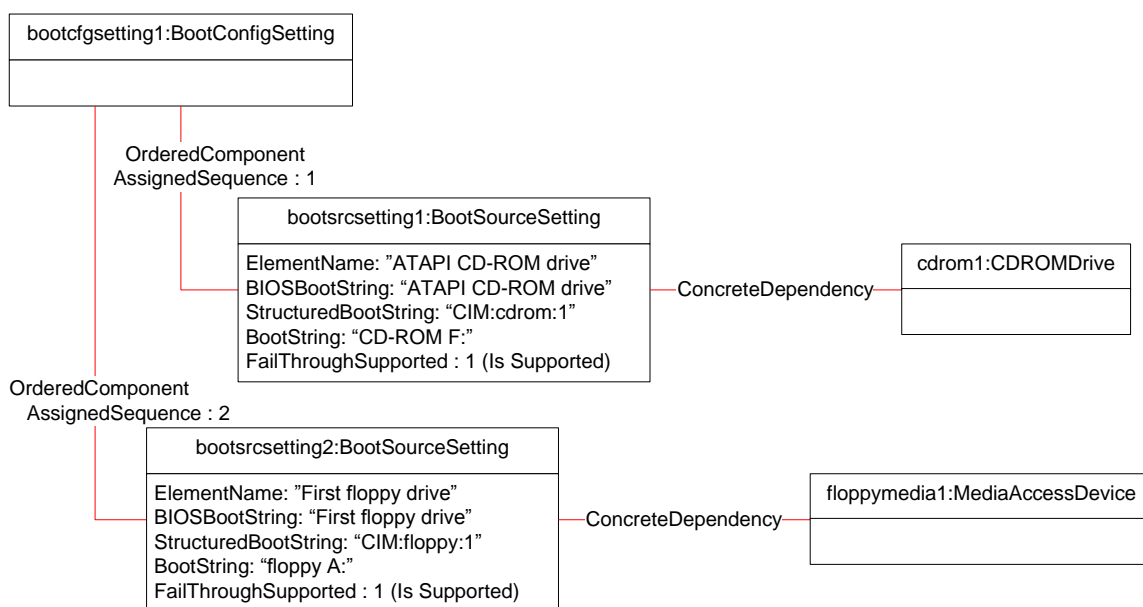 bootcfgsetting1:BootConfigSetting
OrderedComponent
AssignedSequence : 1
bootsrcsetting1:BootSourceSetting
ElementName: ”ATAPI CD-ROM drive”
BIOSBootString: “ATAPI CD-ROM drive”
StructuredBootString: “CIM:cdrom:1”
BootString: “CD-ROM F:”
FailThroughSupported : 1 (Is Supported)
ConcreteDependency
cdrom1:CDROMDrive
OrderedComponent
AssignedSequence : 2
bootsrcsetting2:BootSourceSetting
ElementName: ”First floppy drive”
BIOSBootString: “First floppy drive”
StructuredBootString: “CIM:floppy:1”
BootString: “floppy A:”
FailThroughSupported : 1 (Is Supported)
ConcreteDependency
floppymedia1:MediaAccessDevice